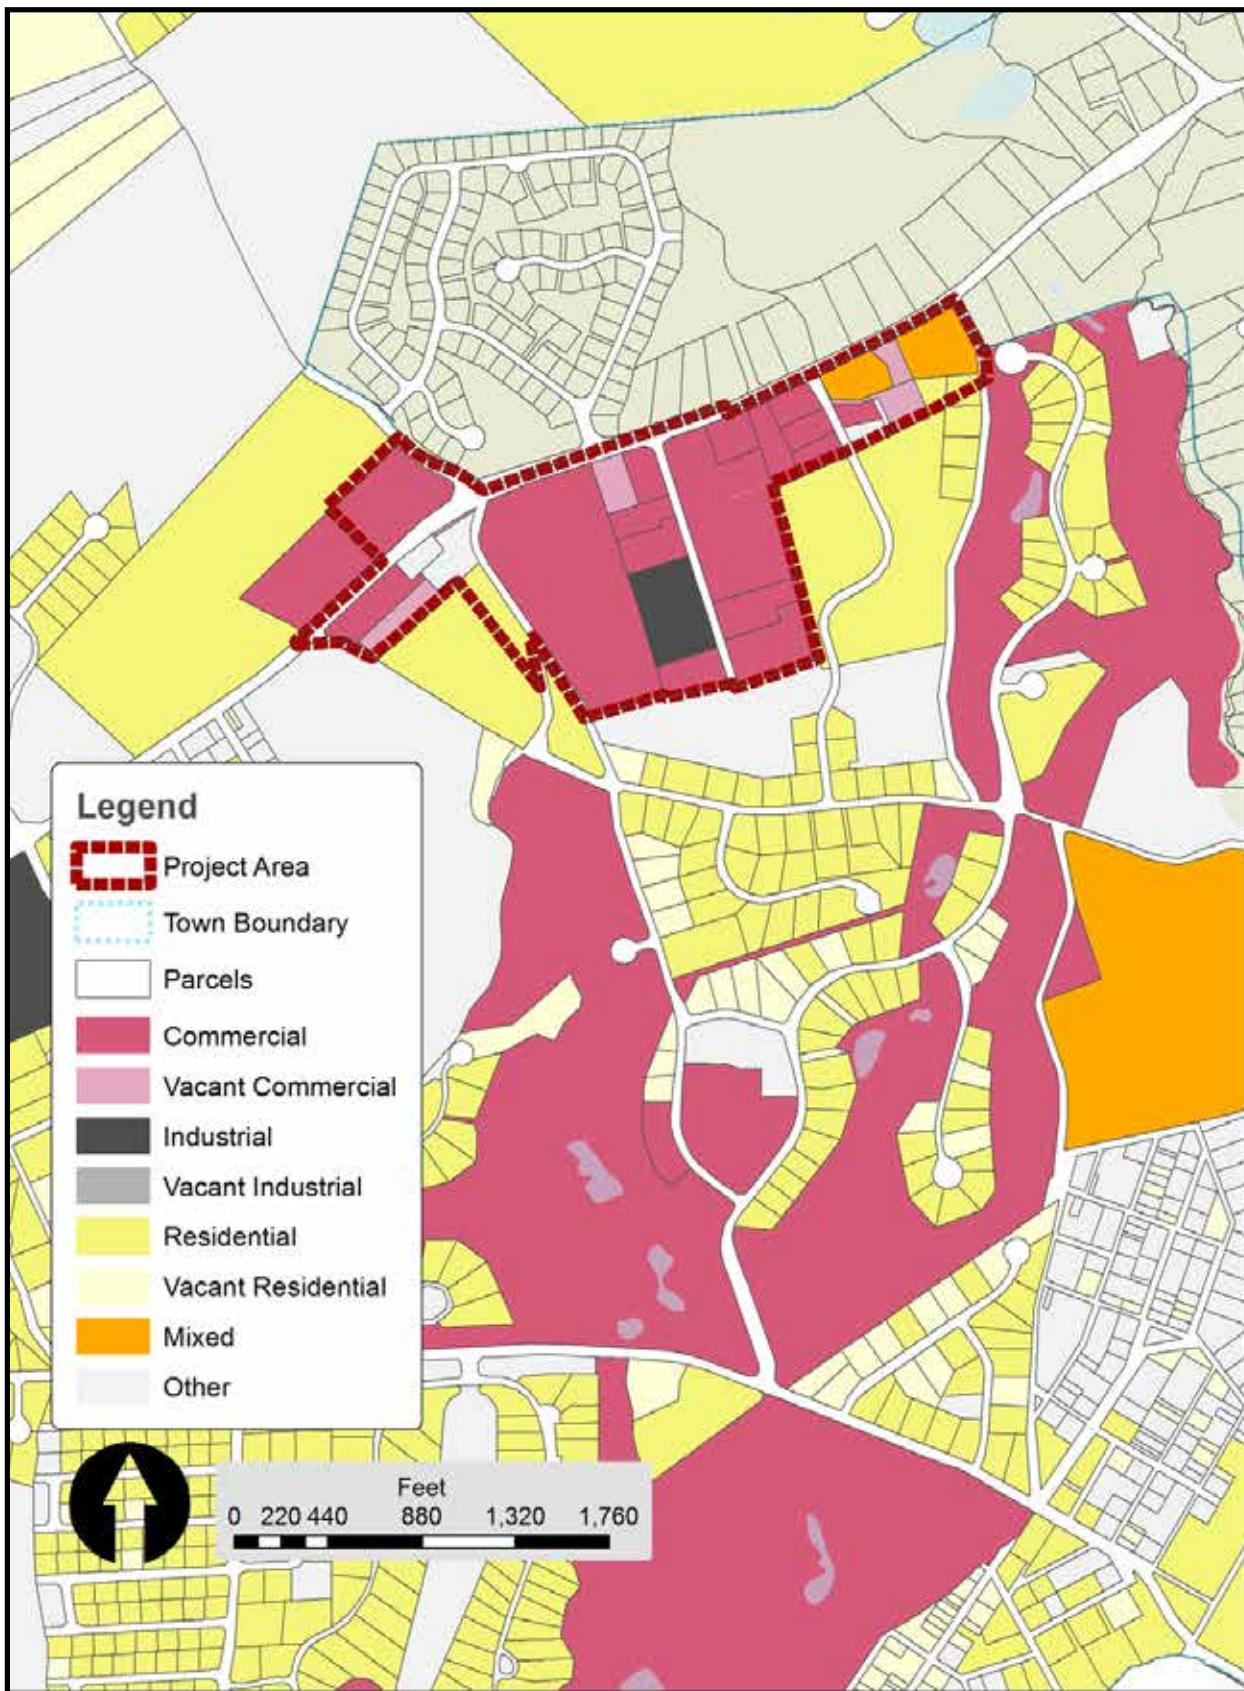 Legend
Project Area
Town Boundary
Parcels
Commercial
Vacant Commercial
Industrial
Vacant Industrial
Residential
Vacant Residential
Mixed
Other
Feet
0 220 440 880 1,320 1,760